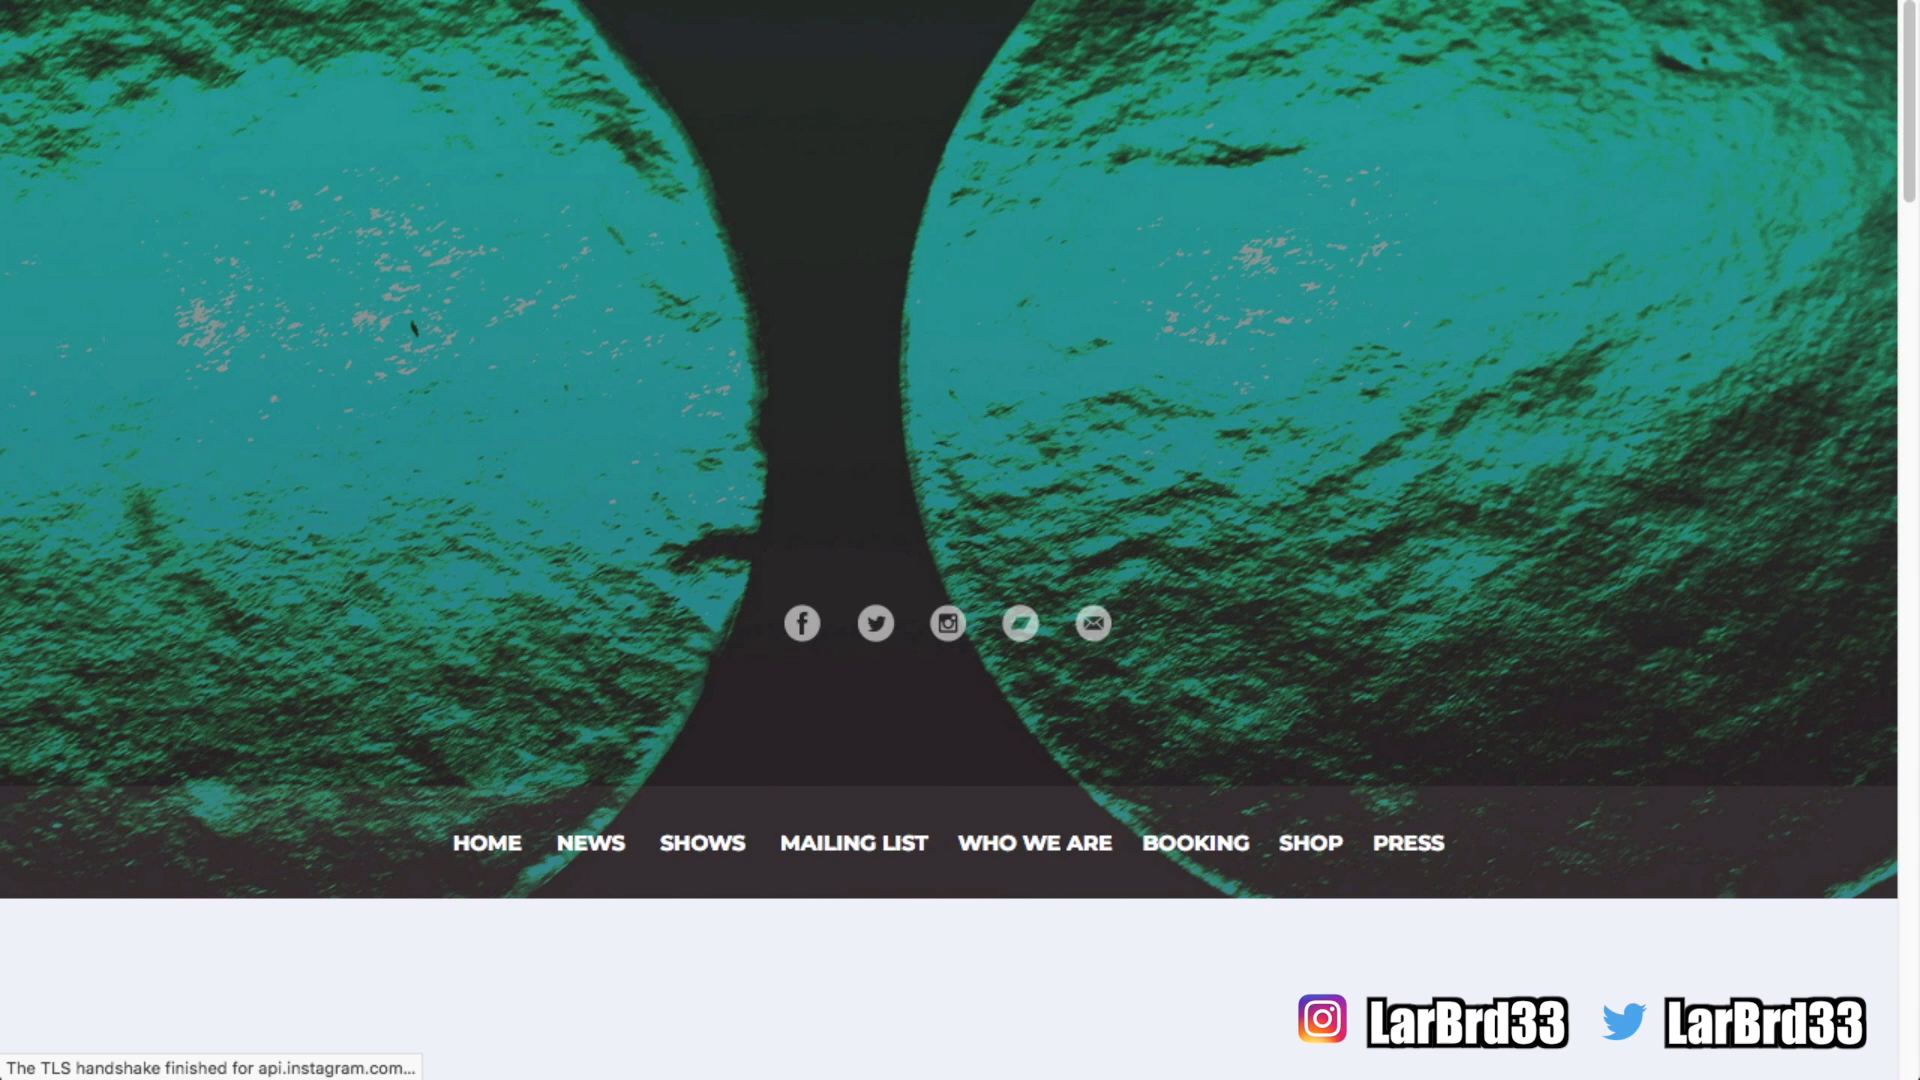 HOME NEWS SHOWS MAILING LIST WHO WE ARE BOOKING SHOP PRESS
LarBrd33 LarBrd33
The TLS handshake finished for api.instagram.com...